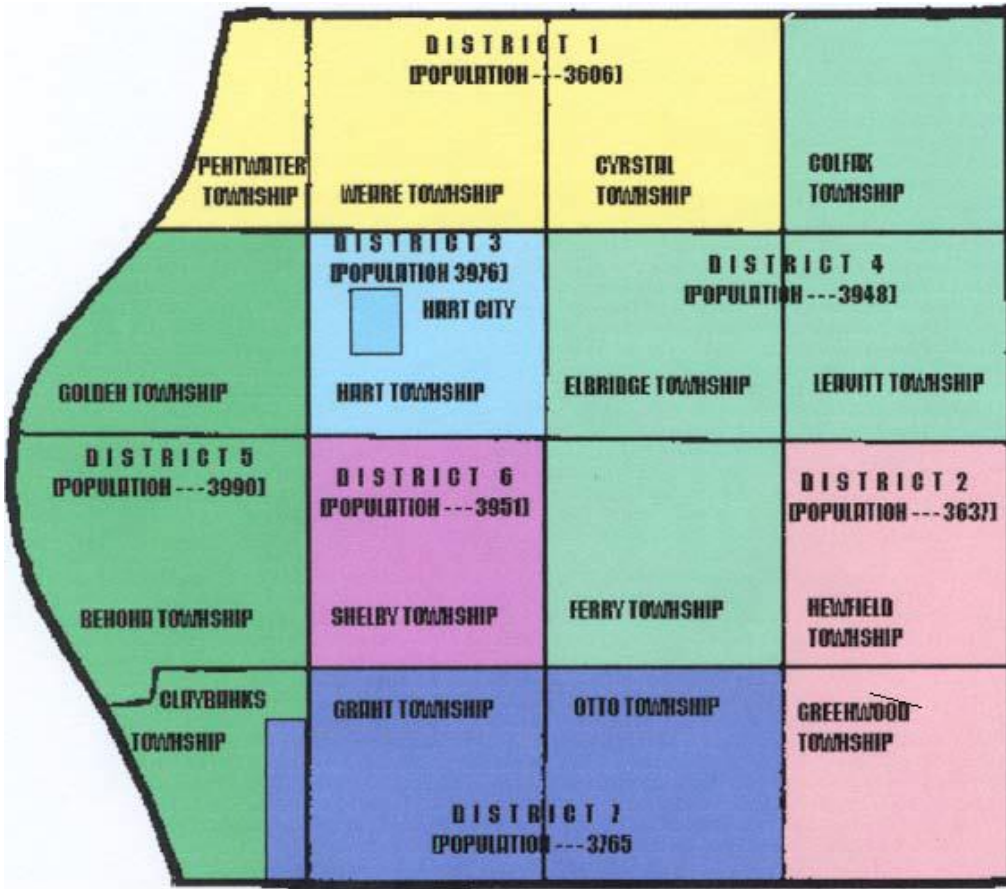 DISTRICT 1
[POPULATION ---3606]
PENTWATER
TOWNSHIP
WEARE TOWNSHIP
CYRSTAL
TOWNSHIP
COLFAX
TOWNSHIP
DISTRICT 3
[POPULATION 3976]
HART CITY
DISTRICT 4
[POPULATION ---3948]
GOLDEN TOWNSHIP
HART TOWNSHIP
ELBRIDGE TOWNSHIP
LEAVITT TOWNSHIP
DISTRICT 5
[POPULATION ---3990]
DISTRICT 6
[POPULATION ---3951]
DISTRICT 2
[POPULATION ---3637]
BENONA TOWNSHIP
SHELBY TOWNSHIP
FERRY TOWNSHIP
NEWFIELD
TOWNSHIP
CLAYBANKS
TOWNSHIP
GRANT TOWNSHIP
OTTO TOWNSHIP
GREENWOOD
TOWNSHIP
DISTRICT 7
[POPULATION ---3765